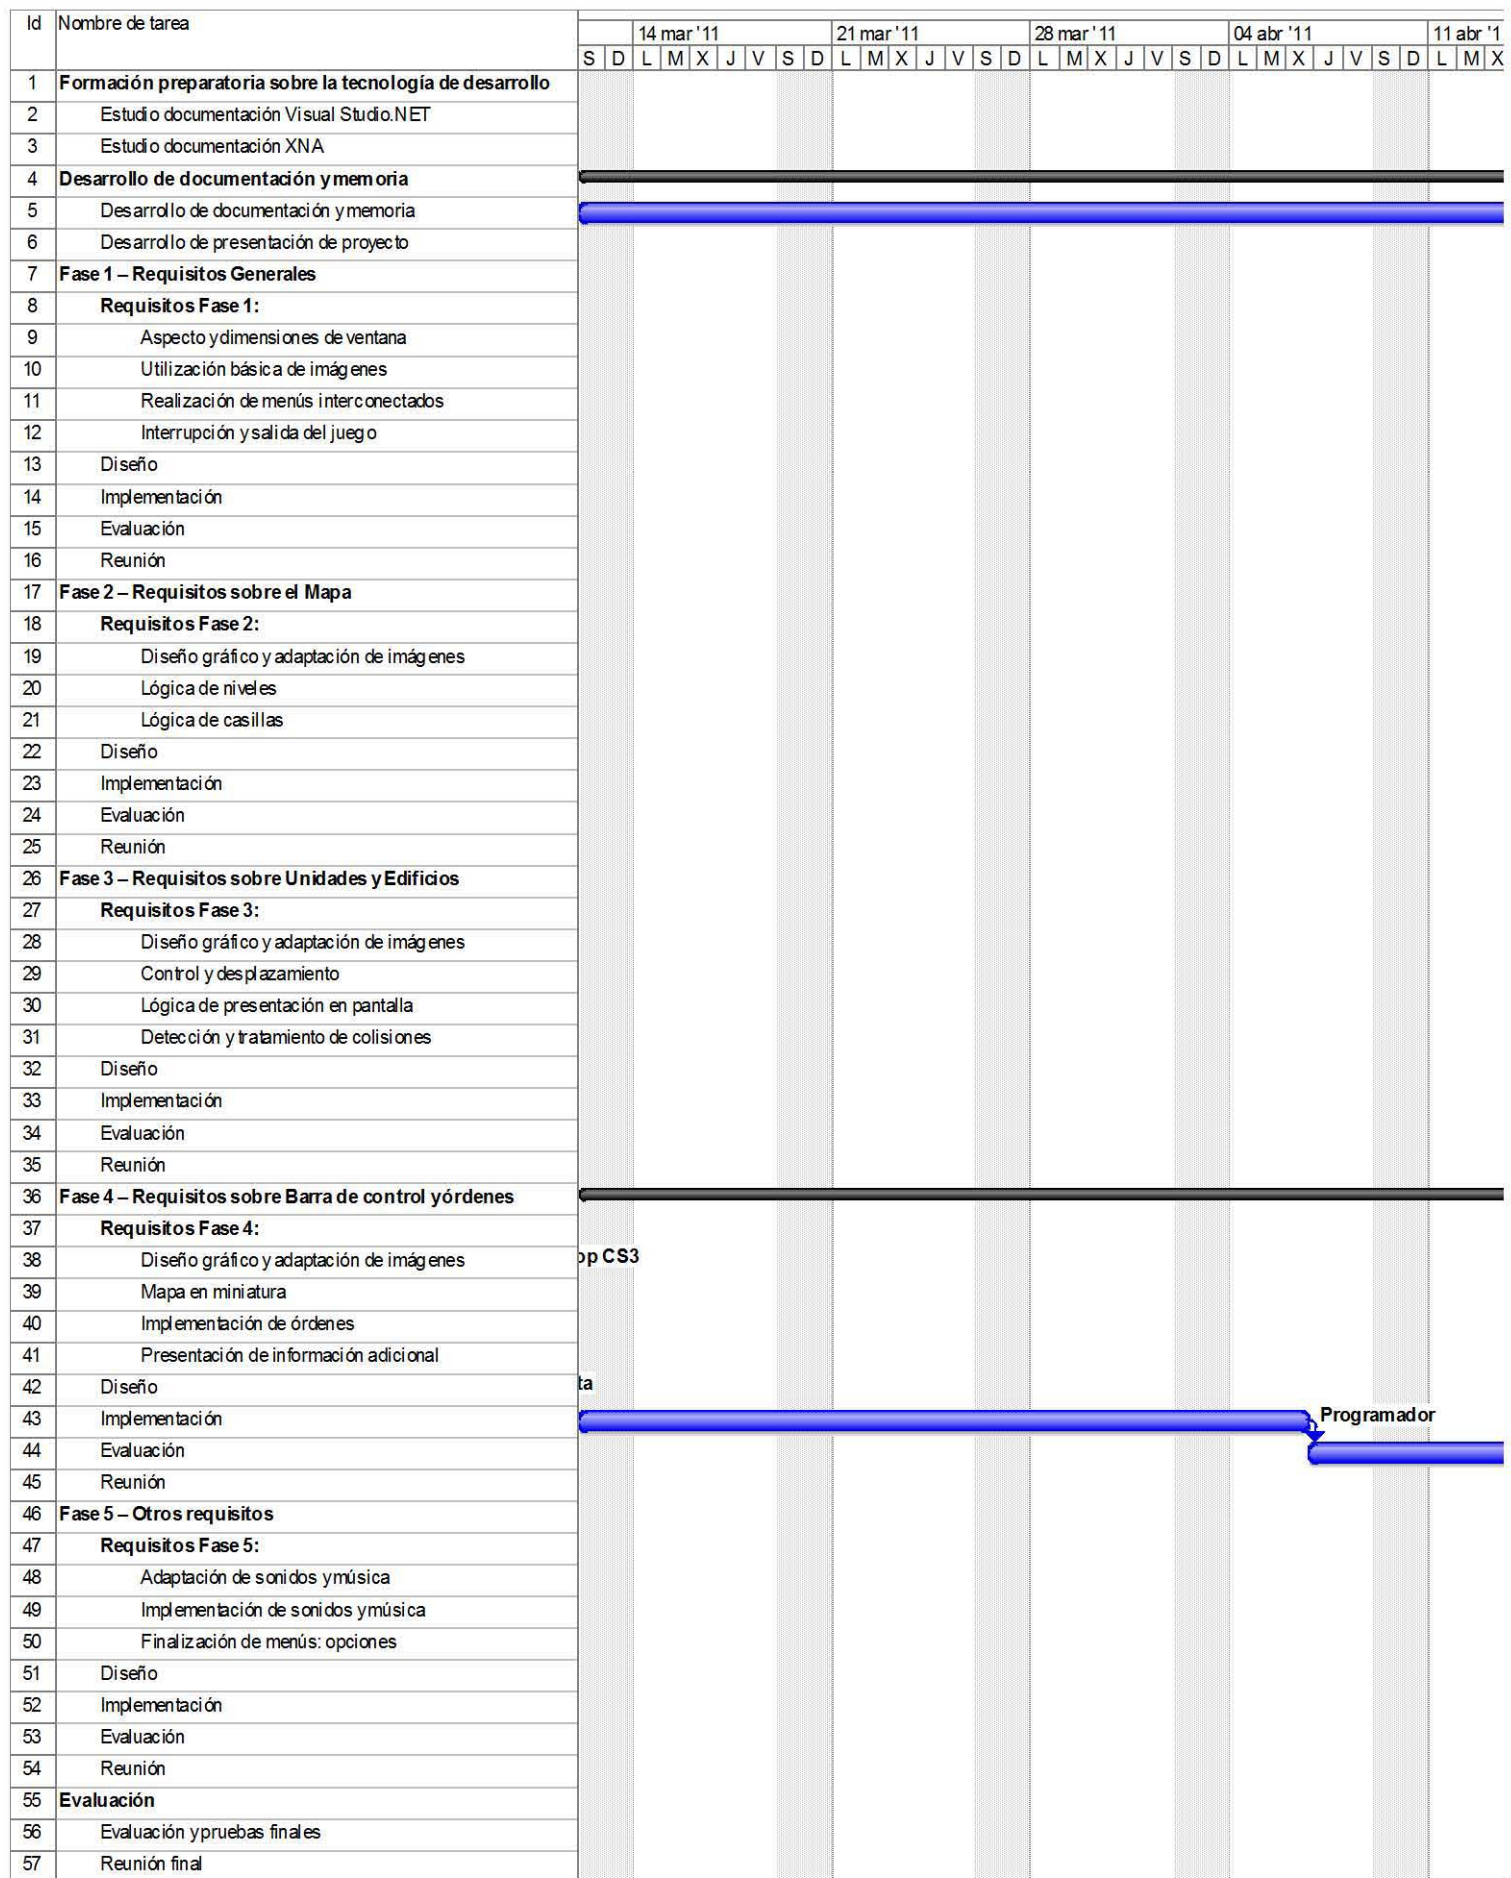 Id Nombre de tarea
14 mar '11 21 mar '11 28 mar '11 04 abr '11 11 abr '1
S D L M X J V S D L M X J V S D L M X J V S D L M X J V S D L M X
1 Formación preparatoria sobre la tecnología de desarrollo
2 Estudio documentación Visual Studio.NET
3 Estudio documentación XNA
4 Desarrollo de documentación y memoria
5 Desarrollo de documentación y memoria
6 Desarrollo de presentación de proyecto
7 Fase 1 – Requisitos Generales
8 Requisitos Fase 1:
9 Aspecto y dimensiones de ventana
10 Utilización básica de imágenes
11 Realización de menús interconectados
12 Interrupción y salida del juego
13 Diseño
14 Implementación
15 Evaluación
16 Reunión
17 Fase 2 – Requisitos sobre el Mapa
18 Requisitos Fase 2:
19 Diseño gráfico y adaptación de imágenes
20 Lógica de niveles
21 Lógica de casillas
22 Diseño
23 Implementación
24 Evaluación
25 Reunión
26 Fase 3 – Requisitos sobre Unidades y Edificios
27 Requisitos Fase 3:
28 Diseño gráfico y adaptación de imágenes
29 Control y desplazamiento
30 Lógica de presentación en pantalla
31 Detección y tratamiento de colisiones
32 Diseño
33 Implementación
34 Evaluación
35 Reunión
36 Fase 4 – Requisitos sobre Barra de control y órdenes
37 Requisitos Fase 4:
38 Diseño gráfico y adaptación de imágenes op CS3
39 Mapa en miniatura
40 Implementación de órdenes
41 Presentación de información adicional
42 Diseño ta
43 Implementación Programador
44 Evaluación
45 Reunión
46 Fase 5 – Otros requisitos
47 Requisitos Fase 5:
48 Adaptación de sonidos y música
49 Implementación de sonidos y música
50 Finalización de menús: opciones
51 Diseño
52 Implementación
53 Evaluación
54 Reunión
55 Evaluación
56 Evaluación y pruebas finales
57 Reunión final